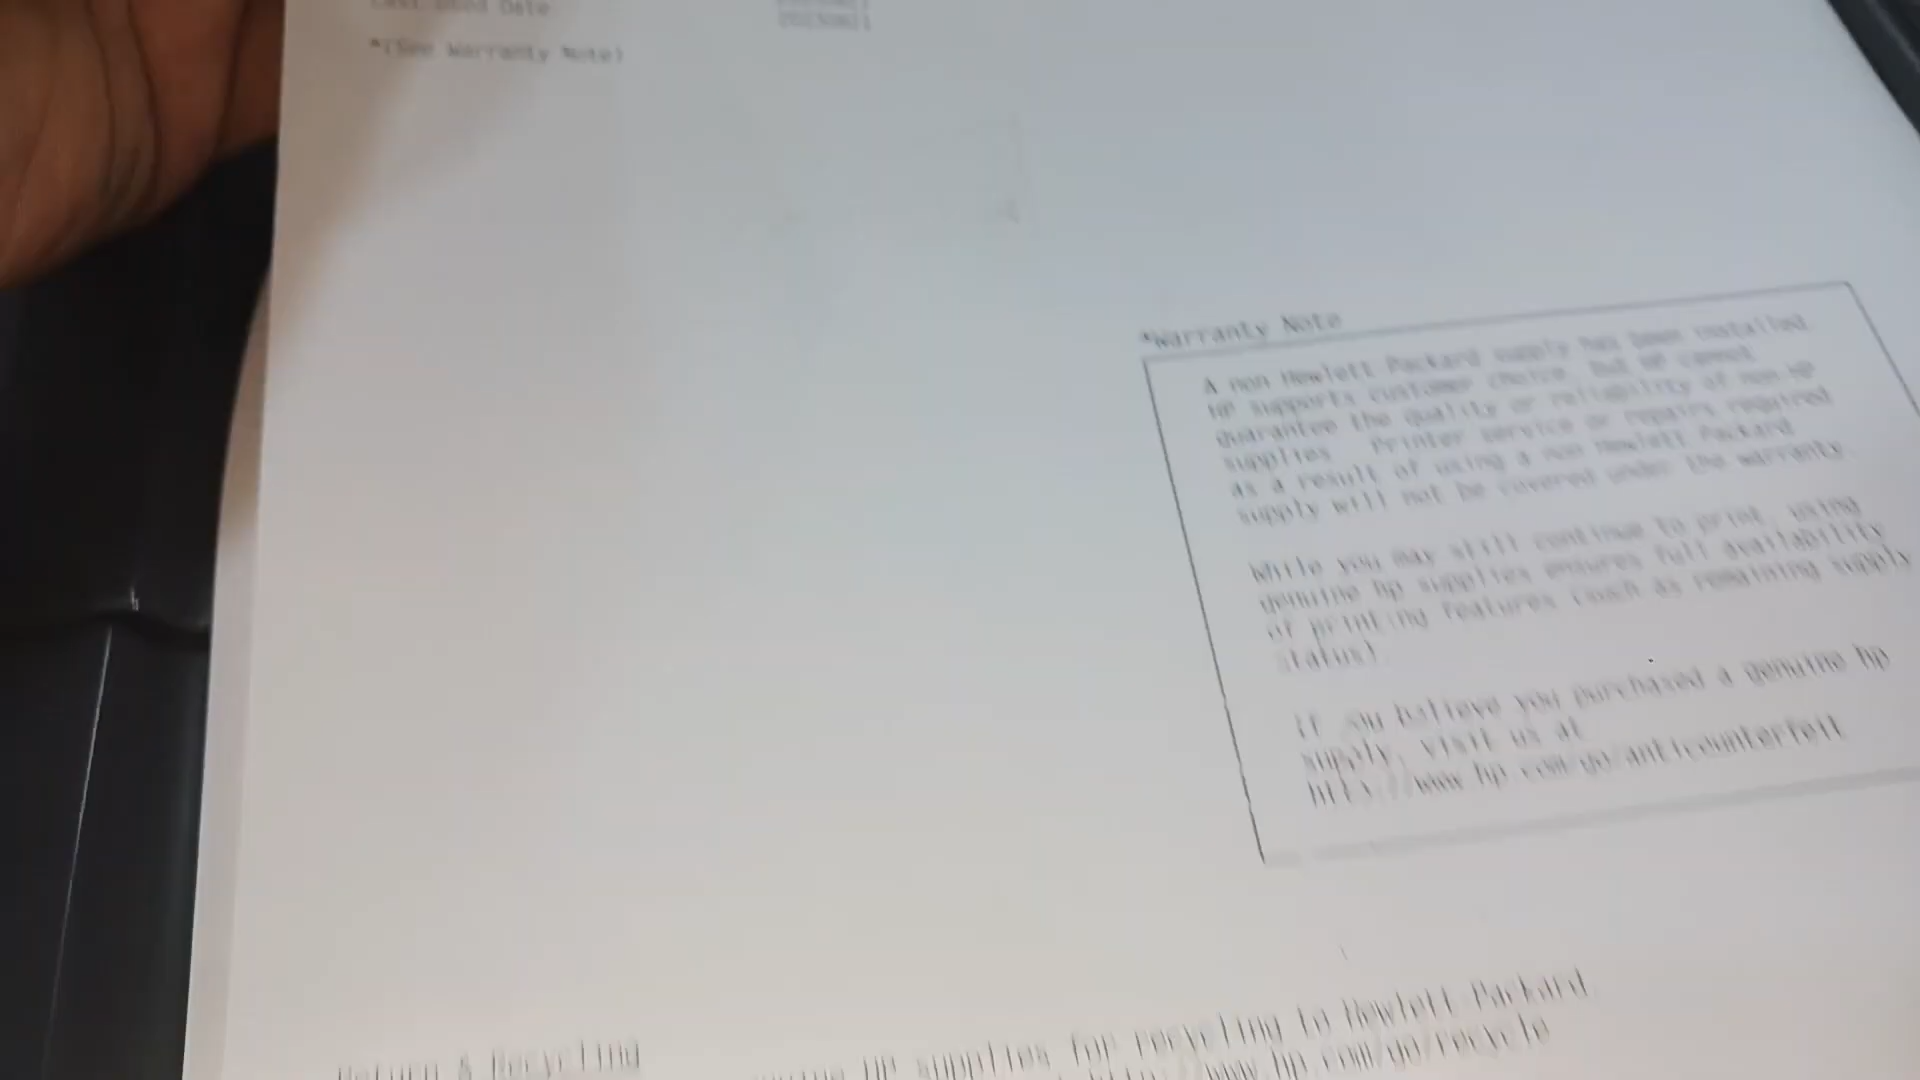 Last Used Date
*(See Warranty Note)
*Warranty Note
A non Hewlett Packard supply has been installed.
HP supports customer choice, but HP cannot
guarantee the quality or reliability of non-HP
supplies. Printer service or repairs required
as a result of using a non Hewlett Packard
supply will not be covered under the warranty.
While you may still continue to print, using
genuine hp supplies ensures full availability
of printing features (such as remaining supply
status).
If you believe you purchased a genuine hp
supply, visit us at
http://www.hp.com/go/anticounterfeit
Return & Recycling
HP supplies for recycling to Hewlett Packard
http://www.hp.com/go/recycle